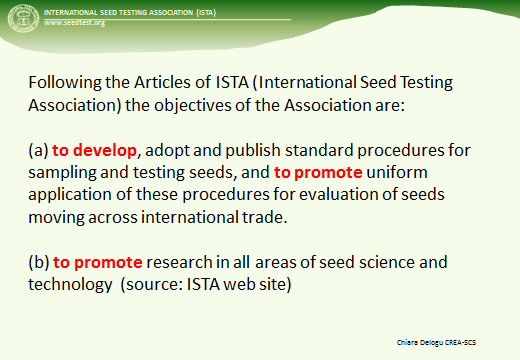 INTERNATIONAL SEED TESTING ASSOCIATION (ISTA)
www.seedtest.org
Following the Articles of ISTA (International Seed Testing
Association) the objectives of the Association are:
(a) to develop, adopt and publish standard procedures for
sampling and testing seeds, and to promote uniform
application of these procedures for evaluation of seeds
moving across international trade.
(b) to promote research in all areas of seed science and
technology (source: ISTA web site)
Chiara Delogu CREA-SCS